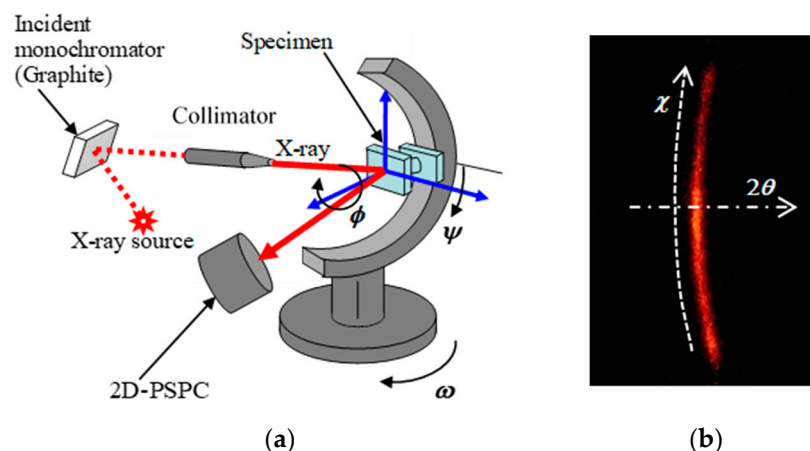 Incident
monochromator
(Graphite)
Specimen
Collimator
X-ray
X-ray source
ϕ
ψ
2D-PSPC
ω
(a)
χ
2θ
(b)